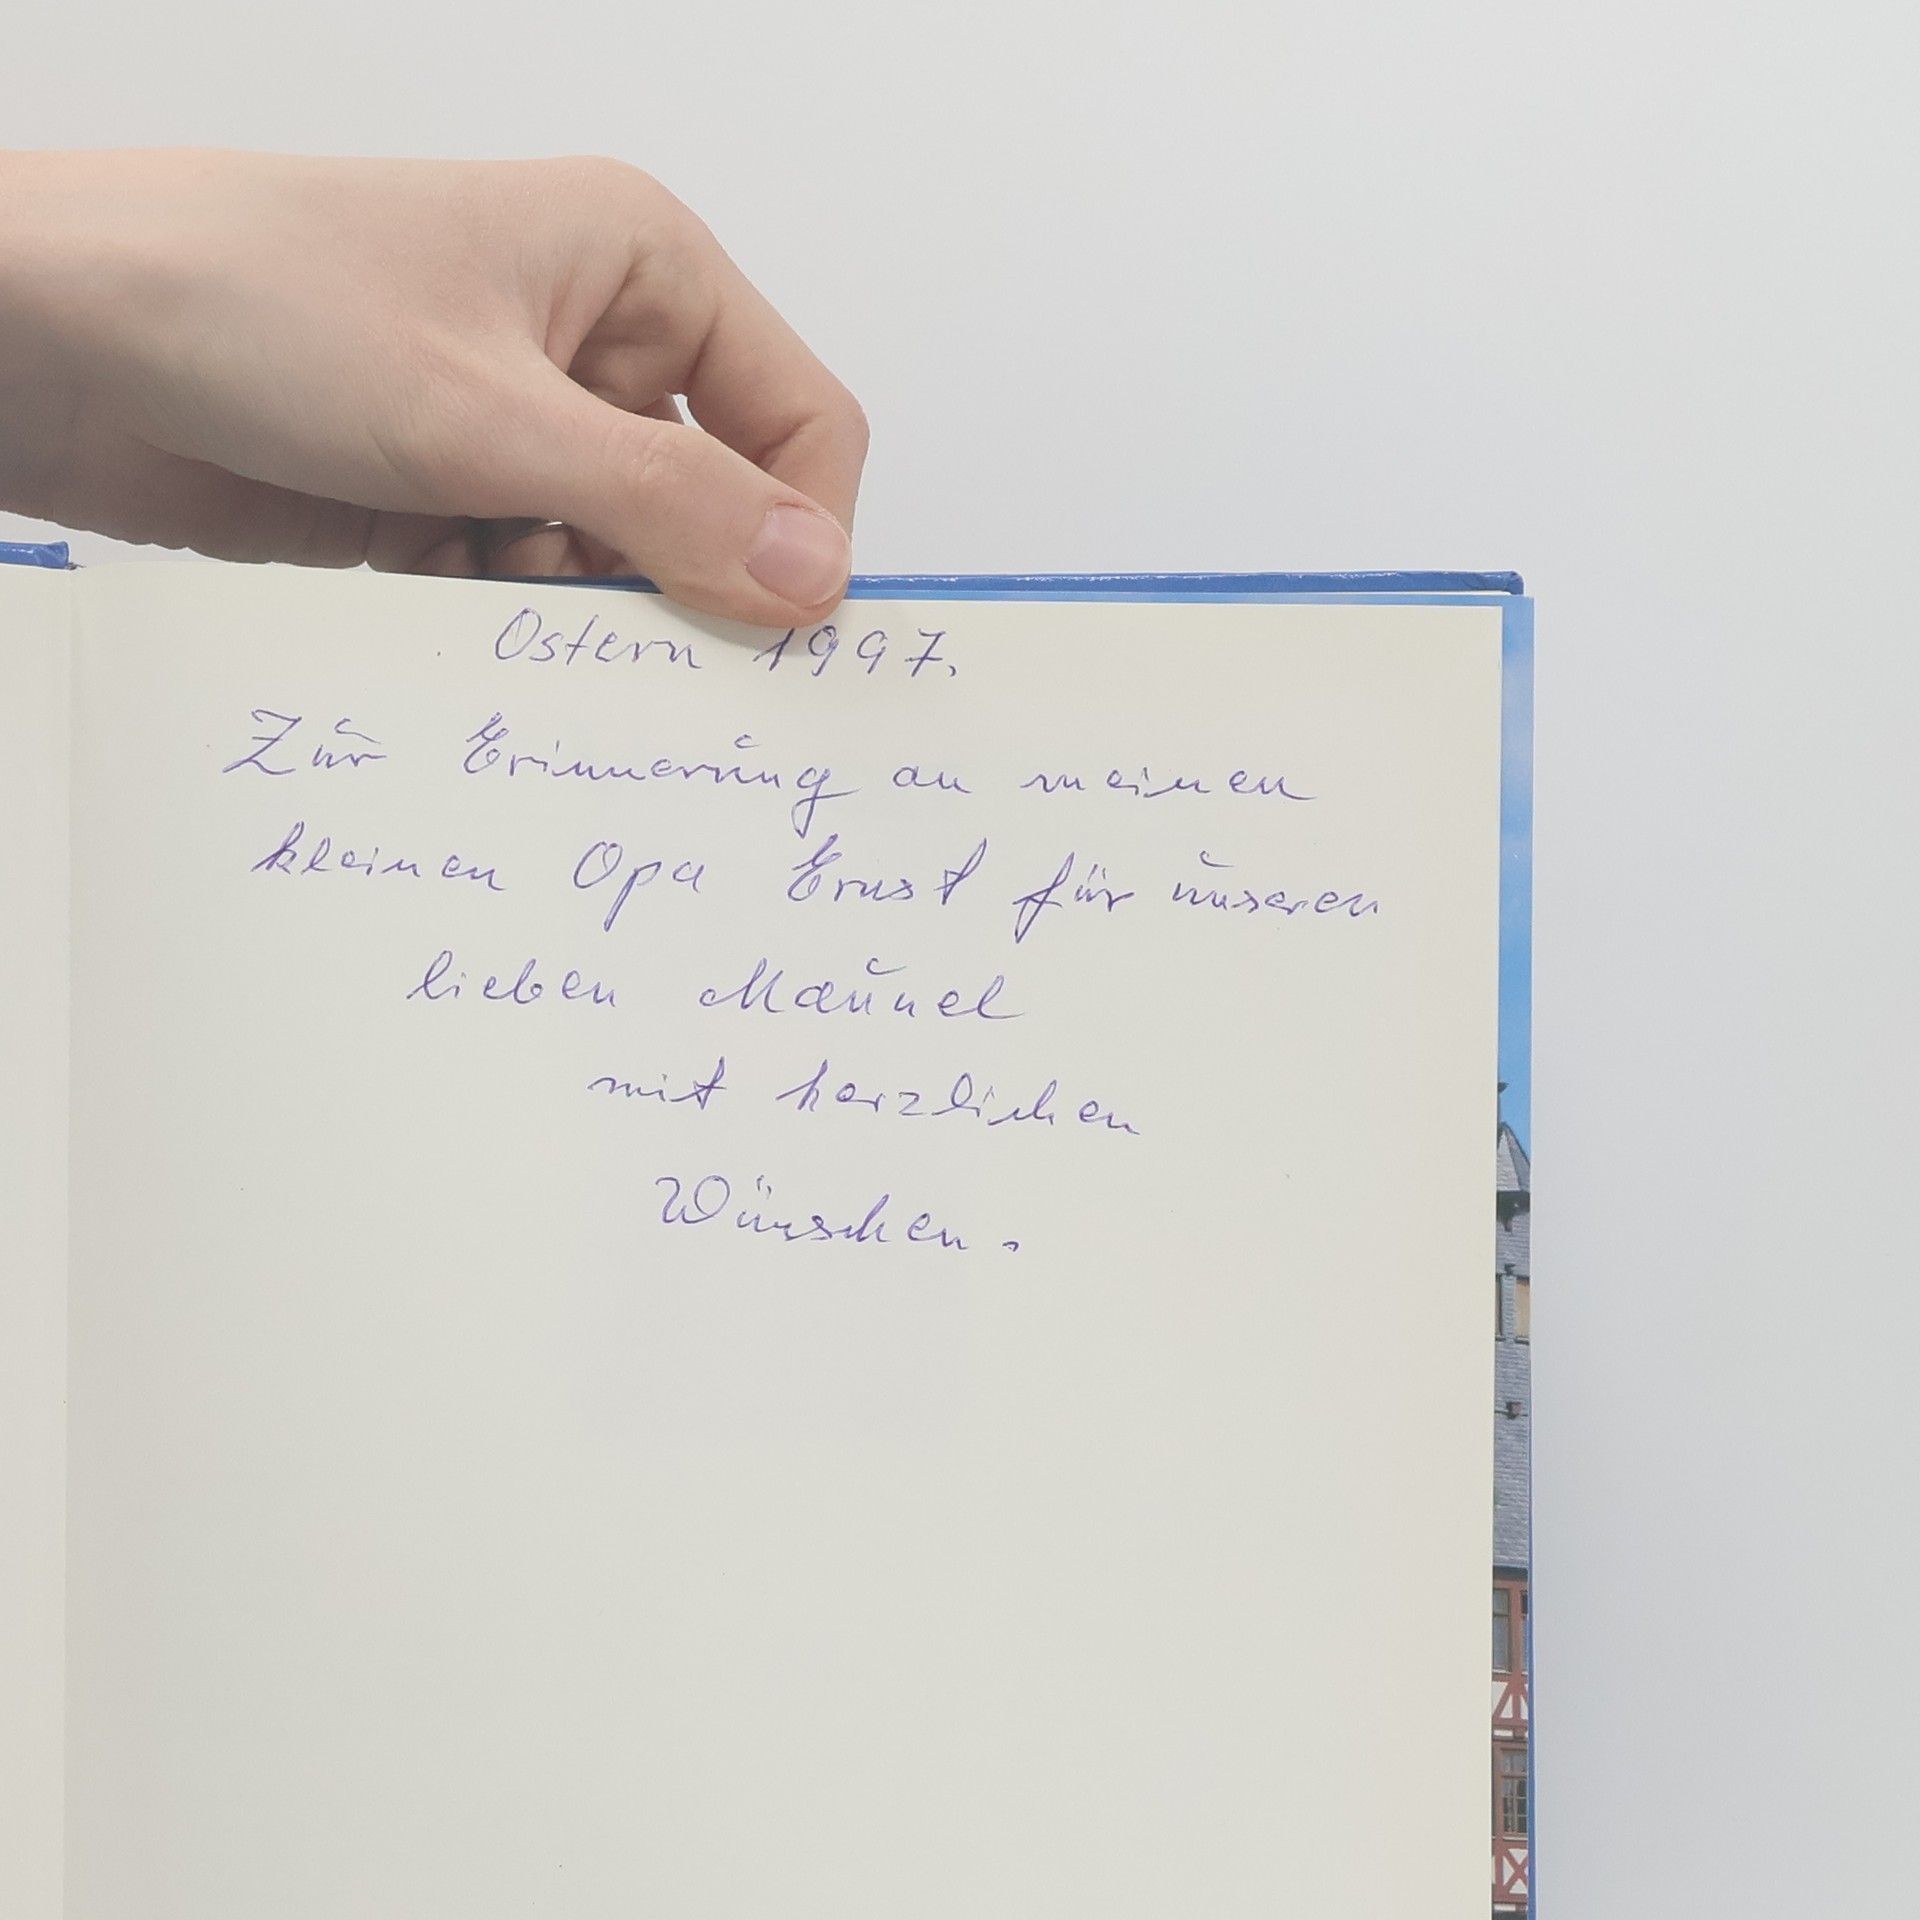 Ostern 1997.
Zur Erinnerung an meinen
kleinen Opa Ernst für unseren
lieben Manuel
mit herzlichen
Wünschen.